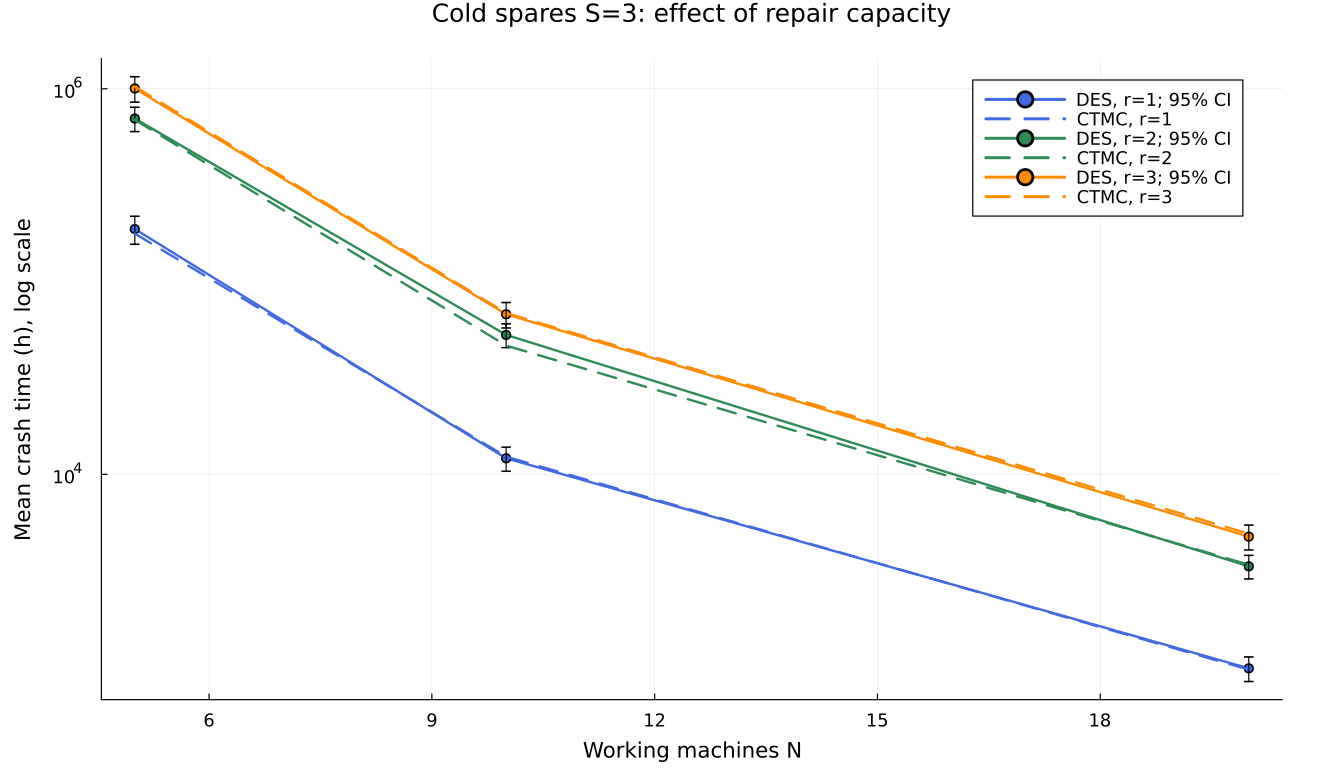 Cold spares S=3: effect of repair capacity
10^6
10^4
Mean crash time (h), log scale
DES, r=1; 95% CI
CTMC, r=1
DES, r=2; 95% CI
CTMC, r=2
DES, r=3; 95% CI
CTMC, r=3
6 9 12 15 18
Working machines N